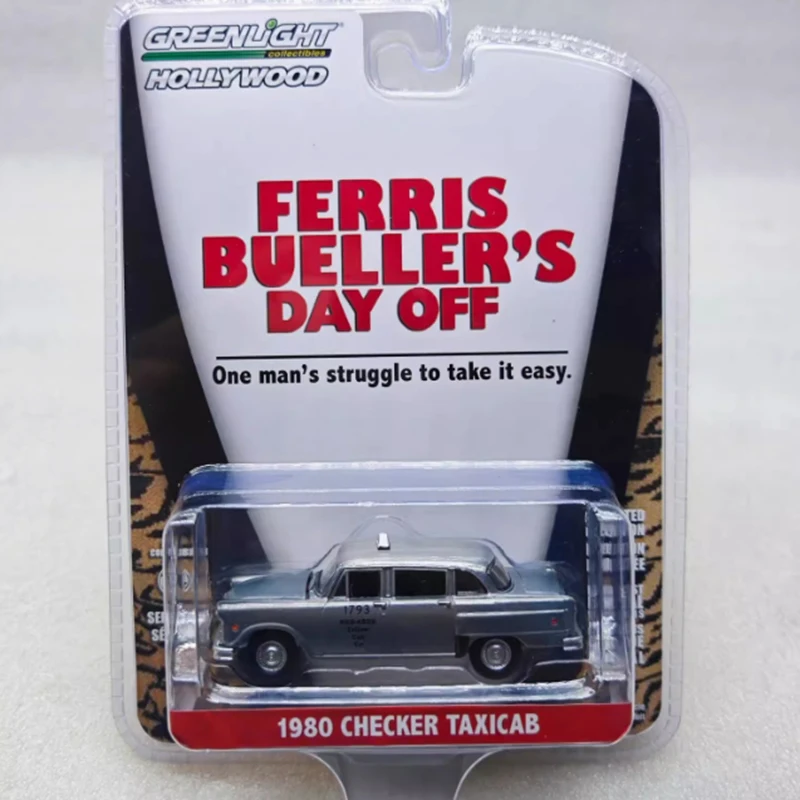 GREENLIGHT
collectibles
HOLLYWOOD
FERRIS
BUELLER'S
DAY OFF
One man's struggle to take it easy.
1793
1980 CHECKER TAXICAB